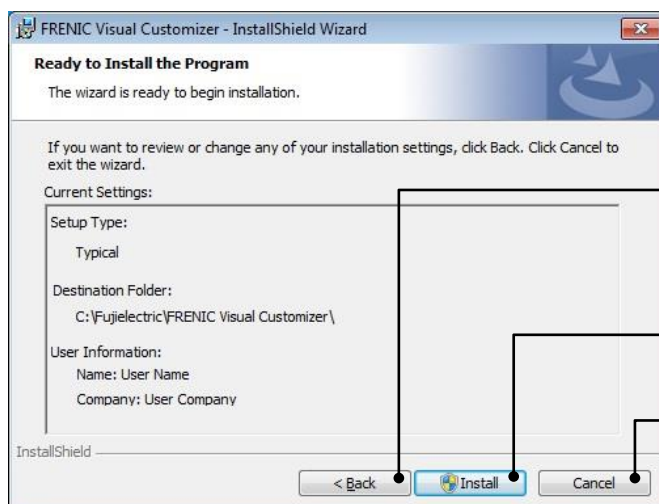 FRENIC Visual Customizer - InstallShield Wizard
Ready to Install the Program
The wizard is ready to begin installation.
If you want to review or change any of your installation settings, click Back. Click Cancel to
exit the wizard.
Current Settings:
Setup Type:
Typical
Destination Folder:
C:\Fujielectric\FRENIC Visual Customizer\
User Information:
Name: User Name
Company: User Company
InstallShield
< Back
Install
Cancel